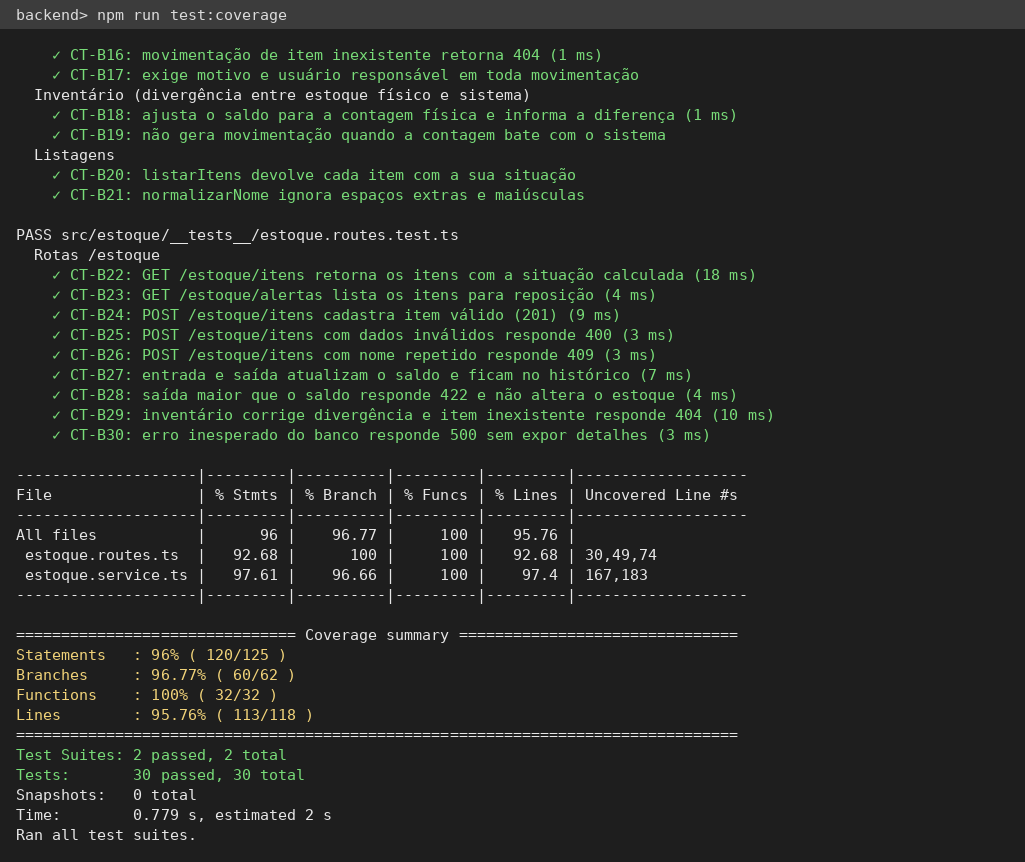 backend> npm run test:coverage
✓ CT-B16: movimentação de item inexistente retorna 404 (1 ms)
✓ CT-B17: exige motivo e usuário responsável em toda movimentação
Inventário (divergência entre estoque físico e sistema)
✓ CT-B18: ajusta o saldo para a contagem física e informa a diferença (1 ms)
✓ CT-B19: não gera movimentação quando a contagem bate com o sistema
Listagens
✓ CT-B20: listarItens devolve cada item com a sua situação
✓ CT-B21: normalizarNome ignora espaços extras e maiúsculas
PASS src/estoque/__tests__/estoque.routes.test.ts
Rotas /estoque
✓ CT-B22: GET /estoque/itens retorna os itens com a situação calculada (18 ms)
✓ CT-B23: GET /estoque/alertas lista os itens para reposição (4 ms)
✓ CT-B24: POST /estoque/itens cadastra item válido (201) (9 ms)
✓ CT-B25: POST /estoque/itens com dados inválidos responde 400 (3 ms)
✓ CT-B26: POST /estoque/itens com nome repetido responde 409 (3 ms)
✓ CT-B27: entrada e saída atualizam o saldo e ficam no histórico (7 ms)
✓ CT-B28: saída maior que o saldo responde 422 e não altera o estoque (4 ms)
✓ CT-B29: inventário corrige divergência e item inexistente responde 404 (10 ms)
✓ CT-B30: erro inesperado do banco responde 500 sem expor detalhes (3 ms)
--------------------|---------|----------|---------|---------|-------------------
File                | % Stmts | % Branch | % Funcs | % Lines | Uncovered Line #s
--------------------|---------|----------|---------|---------|-------------------
All files           |      96 |    96.77 |     100 |   95.76 |
 estoque.routes.ts  |   92.68 |      100 |     100 |   92.68 | 30,49,74
 estoque.service.ts |   97.61 |    96.66 |     100 |    97.4 | 167,183
--------------------|---------|----------|---------|---------|-------------------
=============================== Coverage summary ===============================
Statements   : 96% ( 120/125 )
Branches     : 96.77% ( 60/62 )
Functions    : 100% ( 32/32 )
Lines        : 95.76% ( 113/118 )
================================================================================
Test Suites: 2 passed, 2 total
Tests:       30 passed, 30 total
Snapshots:   0 total
Time:        0.779 s, estimated 2 s
Ran all test suites.